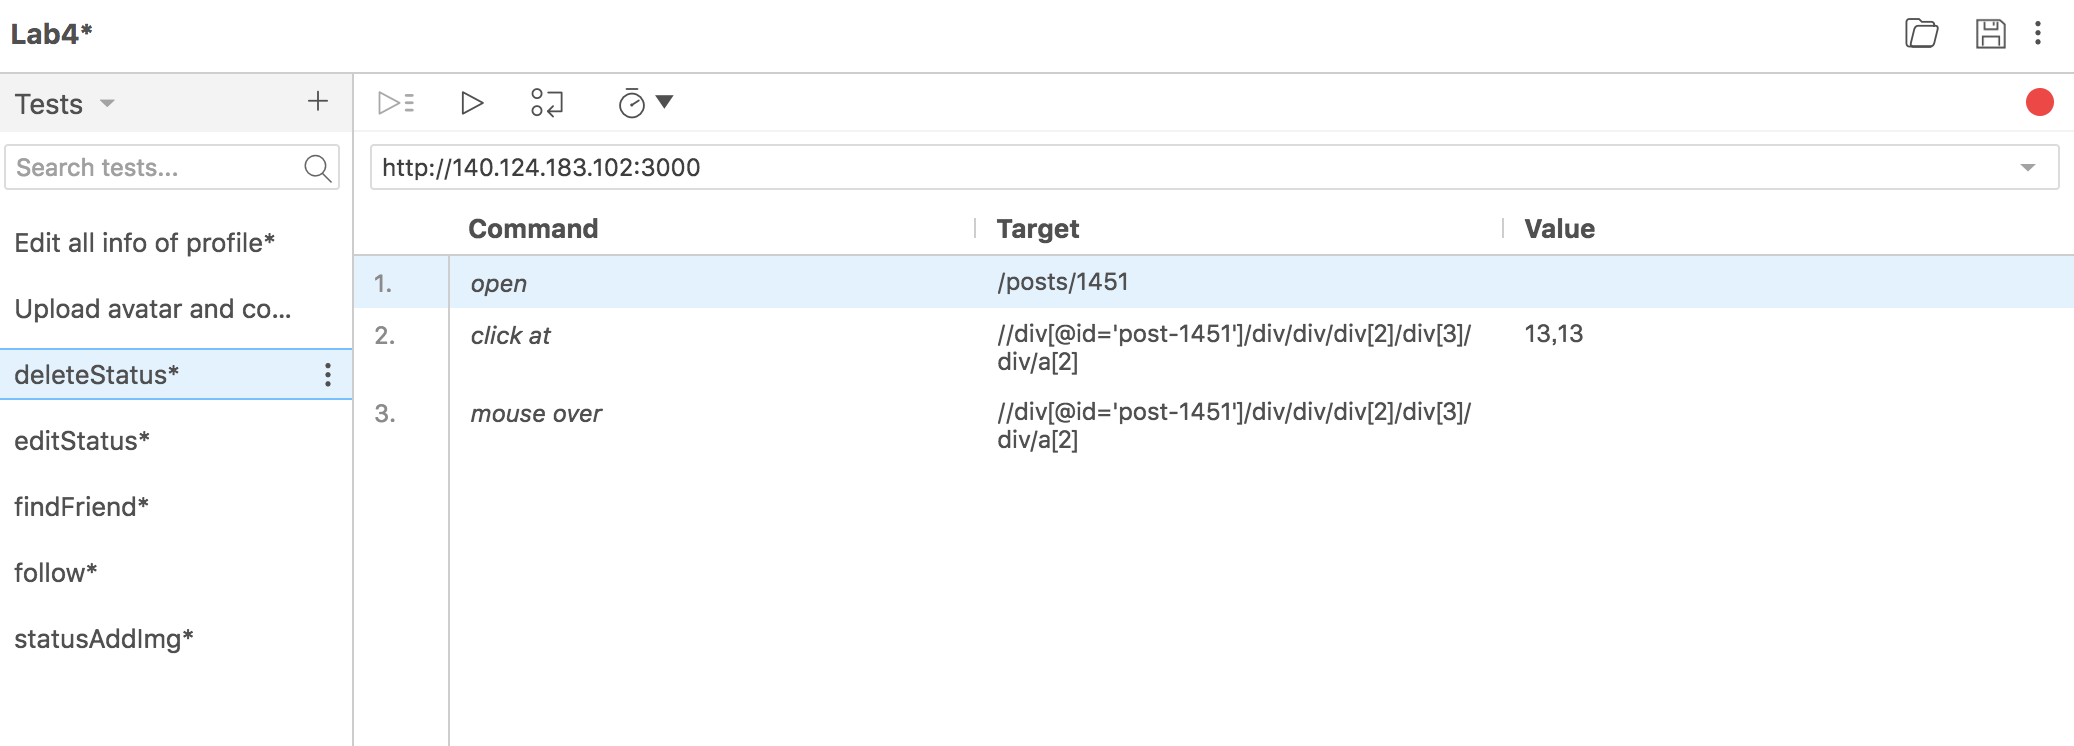 Lab4*
Tests
Search tests...
Edit all info of profile*
Upload avatar and co...
deleteStatus*
editStatus*
findFriend*
follow*
statusAddImg*
http://140.124.183.102:3000
Command Target Value
1. open /posts/1451
2. click at //div[@id='post-1451']/div/div/div[2]/div[3]/ 13,13
div/a[2]
3. mouse over //div[@id='post-1451']/div/div/div[2]/div[3]/
div/a[2]